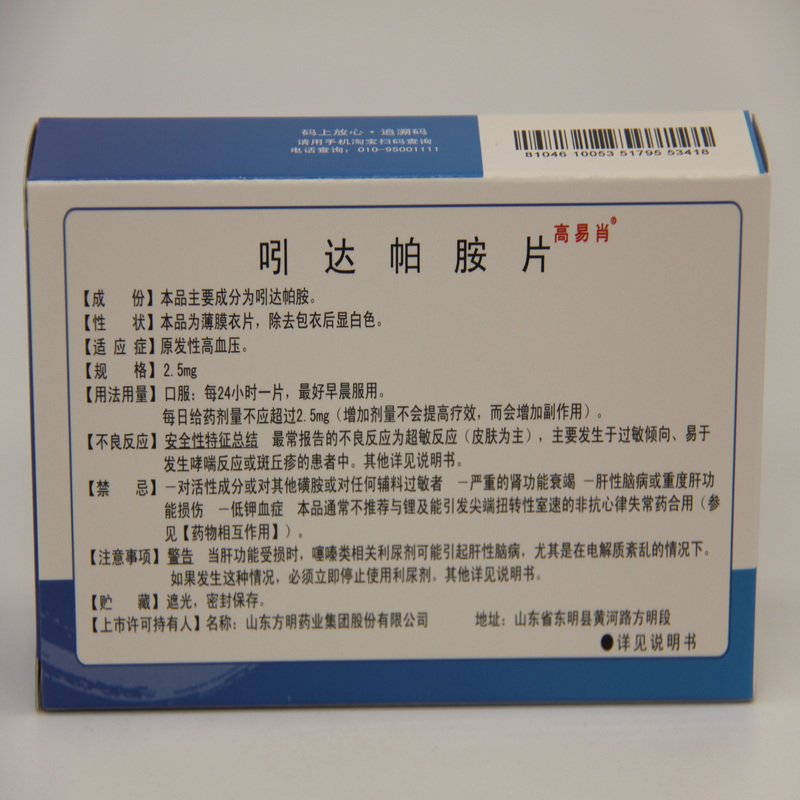 码上放心·追溯码
请用手机淘宝扫码查询
电话查询：010-95001111
81046 10053 51795 53418
吲达帕胺片 高易肖®
【成 份】本品主要成分为吲达帕胺。
【性 状】本品为薄膜衣片，除去包衣后显白色。
【适应症】原发性高血压。
【规 格】2.5mg
【用法用量】口服：每24小时一片，最好早晨服用。
每日给药剂量不应超过2.5mg（增加剂量不会提高疗效，而会增加副作用）。
【不良反应】安全性特征总结 最常报告的不良反应为超敏反应（皮肤为主），主要发生于过敏倾向、易于
发生哮喘反应或斑丘疹的患者中。其他详见说明书。
【禁 忌】—对活性成分或对其他磺胺或对任何辅料过敏者 —严重的肾功能衰竭 —肝性脑病或重度肝功
能损伤 —低钾血症 本品通常不推荐与锂及能引发尖端扭转性室速的非抗心律失常药合用（参
见【药物相互作用】）。
【注意事项】警告 当肝功能受损时，噻嗪类相关利尿剂可能引起肝性脑病，尤其是在电解质紊乱的情况下。
如果发生这种情况，必须立即停止使用利尿剂。其他详见说明书。
【贮 藏】遮光，密封保存。
【上市许可持有人】名称：山东方明药业集团股份有限公司 地址：山东省东明县黄河路方明段
●详见说明书